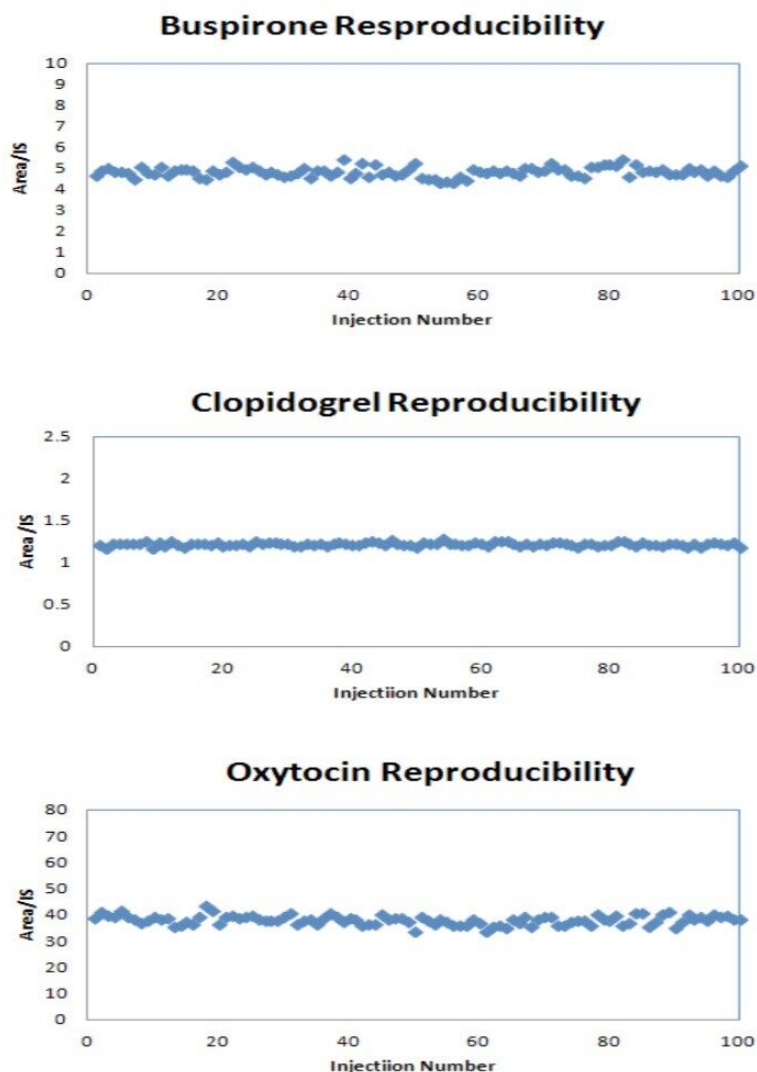 Buspirone Resproducibility
10
9
8
7
6
5
4
3
2
1
0
Area/IS
0 20 40 60 80 100
Injection Number
Clopidogrel Reproducibility
2.5
2
1.5
1
0.5
0
Area/IS
0 20 40 60 80 100
Injectiion Number
Oxytocin Reproducibility
80
70
60
50
40
30
20
10
0
Area/IS
0 20 40 60 80 100
Injectiion Number